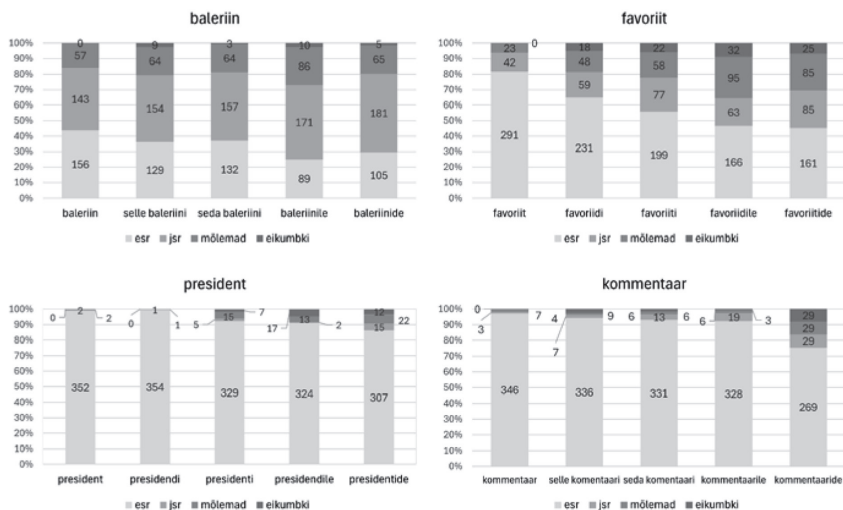 baleriin
100%
90%
80%
70%
60%
50%
40%
30%
20%
10%
0%
0 9 3 10 5
57 64 64 86 65
143 154 157 171 181
156 129 132 89 105
baleriin selle baleriini seda baleriini baleriinile baleriinide
esr jsr mõlemad eikumbki
favoriit
100%
90%
80%
70%
60%
50%
40%
30%
20%
10%
0%
23 0 18 22 32 25
42 48 58 95 85
59 77 63 85
291 231 199 166 161
favoriit favoriidi favoriiti favoriidile favoriitide
esr jsr mõlemad eikumbki
president
100%
90%
80%
70%
60%
50%
40%
30%
20%
10%
0%
2 1 7 12
0 2 0 1 5 15 17 13 2 15 22
352 354 329 324 307
president presidendi presidenti presidendile presidentide
esr jsr mõlemad eikumbki
kommentaar
100%
90%
80%
70%
60%
50%
40%
30%
20%
10%
0%
0 7 4 9 6 13 6 19 3 29
3 7 6 29
29
346 336 331 328 269
kommentaar selle komentaari seda komentaari kommentaarile kommentaaride
esr jsr mõlemad eikumbki